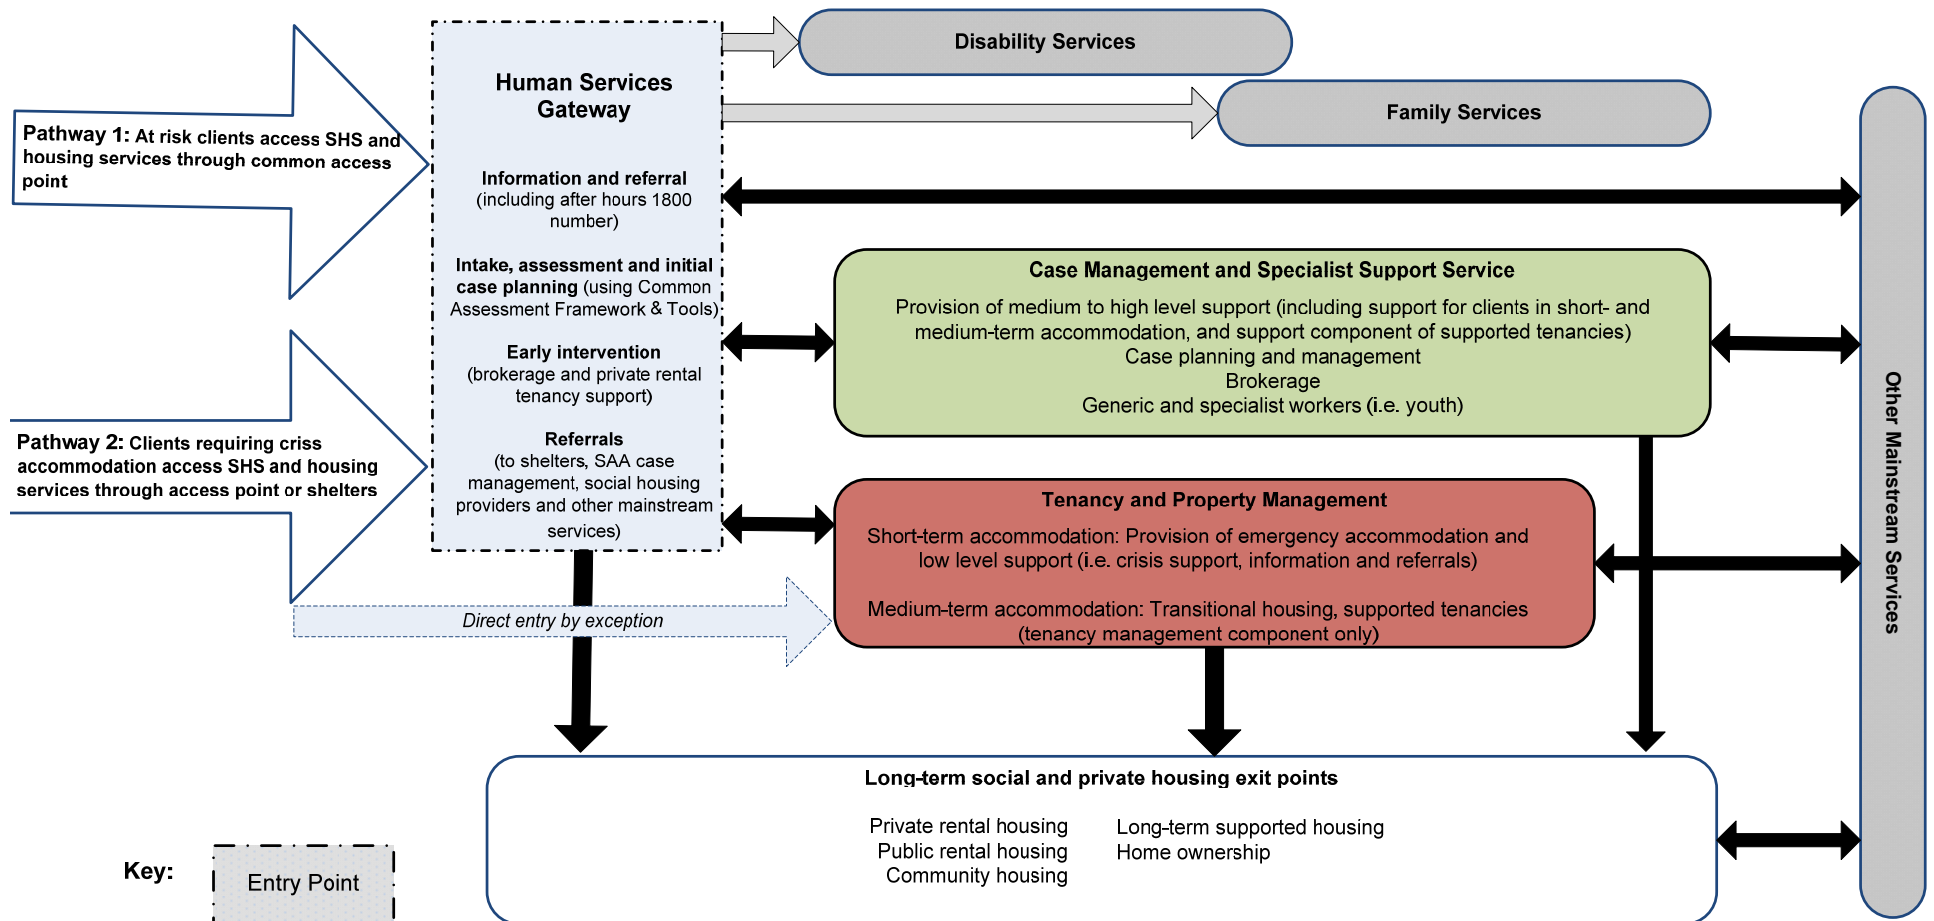 Pathway 1: At risk clients access SHS and
housing services through common access
point
Pathway 2: Clients requiring criss
accommodation access SHS and housing
services through access point or shelters
Human Services
Gateway
Information and referral
(including after hours 1800
number)
Intake, assessment and initial
case planning (using Common
Assessment Framework & Tools)
Early intervention
(brokerage and private rental
tenancy support)
Referrals
(to shelters, SAA case
management, social housing
providers and other mainstream
services)
Disability Services
Family Services
Case Management and Specialist Support Service
Provision of medium to high level support (including support for clients in short- and
medium-term accommodation, and support component of supported tenancies)
Case planning and management
Brokerage
Generic and specialist workers (i.e. youth)
Tenancy and Property Management
Short-term accommodation: Provision of emergency accommodation and
low level support (i.e. crisis support, information and referrals)
Medium-term accommodation: Transitional housing, supported tenancies
(tenancy management component only)
Direct entry by exception
Other Mainstream Services
Long-term social and private housing exit points
Private rental housing
Public rental housing
Community housing
Long-term supported housing
Home ownership
Key:
Entry Point